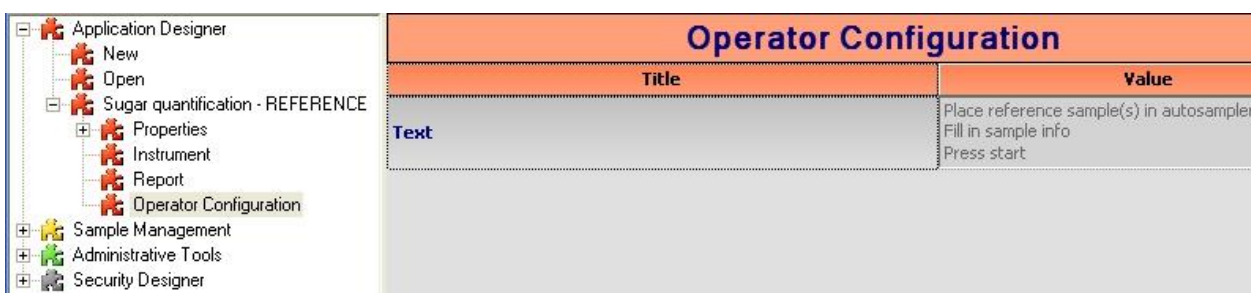 Application Designer
New
Open
Sugar quantification - REFERENCE
Properties
Instrument
Report
Operator Configuration
Sample Management
Administrative Tools
Security Designer
Operator Configuration
Title Value
Text
Place reference sample(s) in autosampler
Fill in sample info
Press start